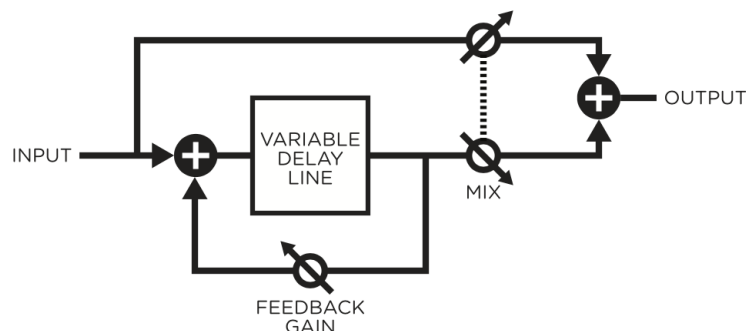 INPUT
VARIABLE
DELAY
LINE
MIX
OUTPUT
FEEDBACK
GAIN